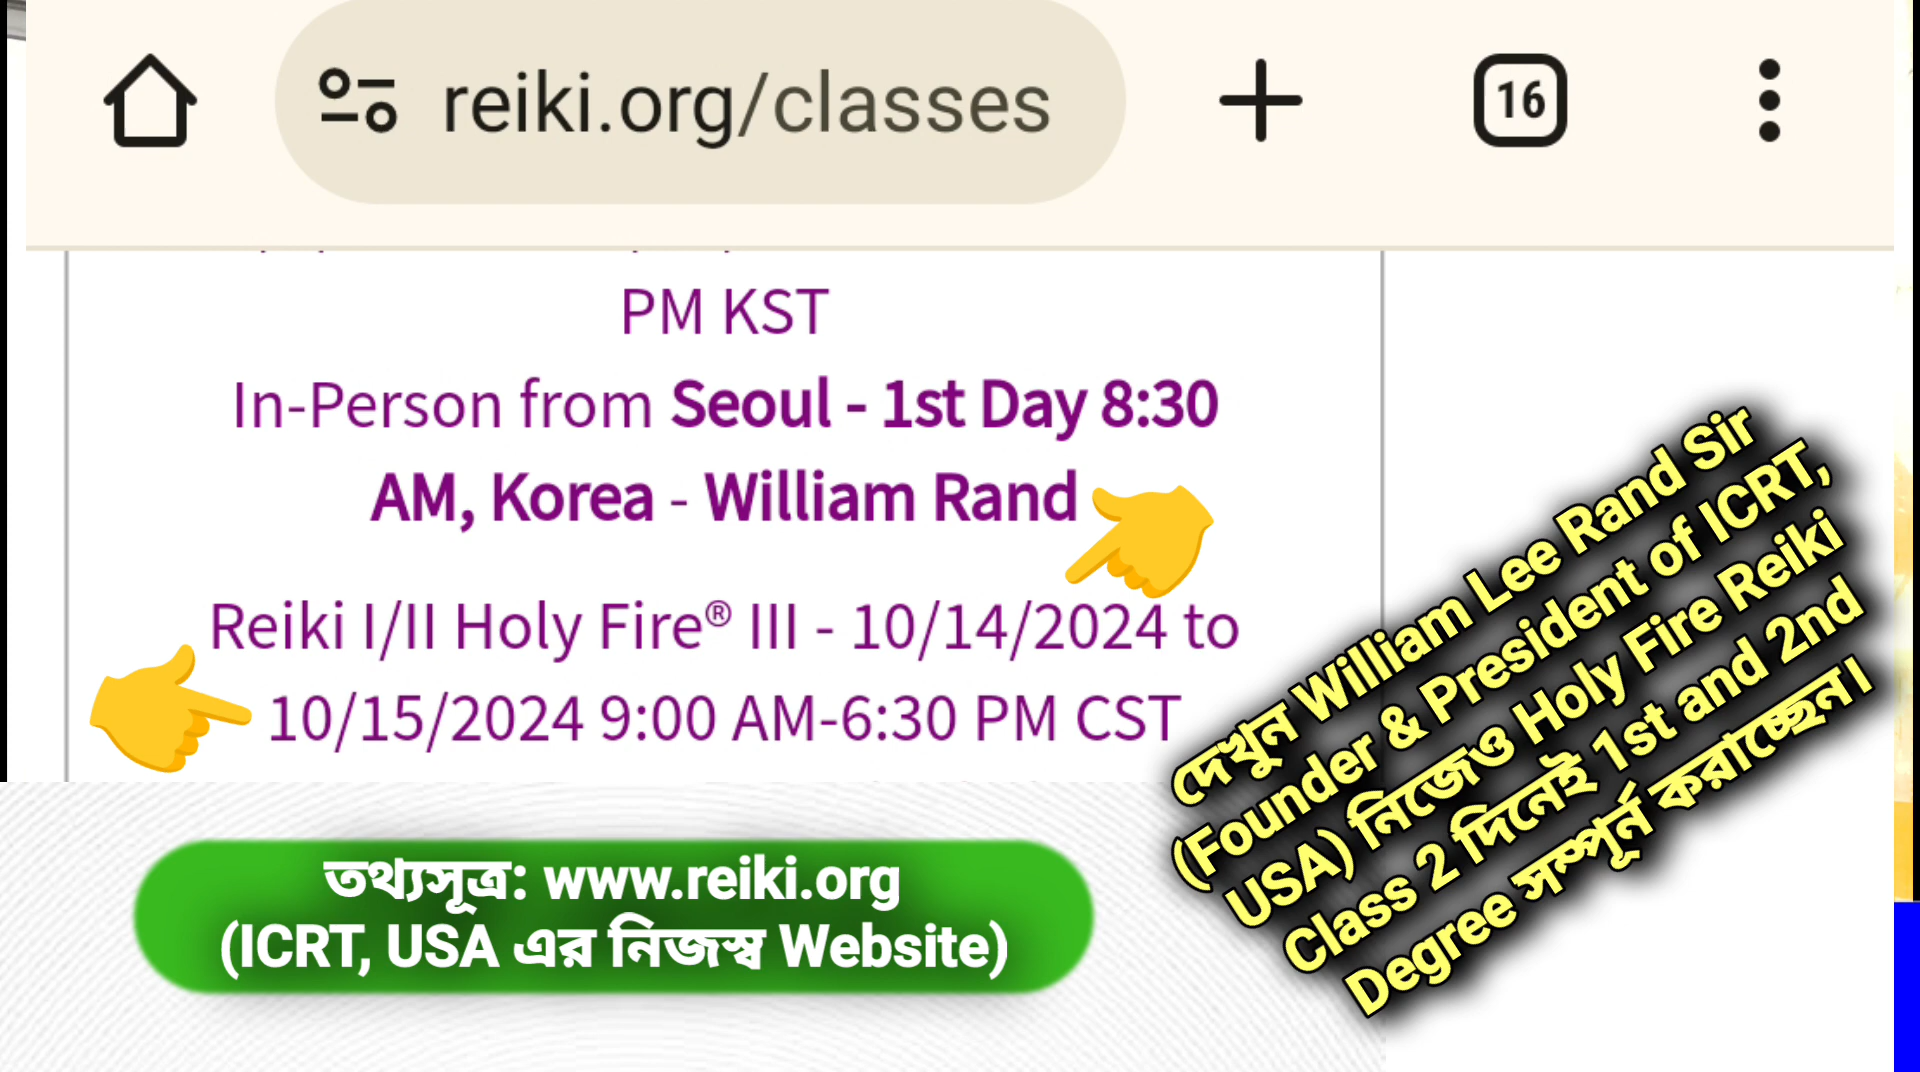 reiki.org/classes
16
PM KST
In-Person from Seoul - 1st Day 8:30
AM, Korea - William Rand
Reiki I/II Holy Fire® III - 10/14/2024 to
10/15/2024 9:00 AM-6:30 PM CST
দেখুন William Lee Rand Sir
(Founder & President of ICRT,
USA) নিজেও Holy Fire Reiki
Class 2 দিনেই 1st and 2nd
Degree সম্পূর্ন করাচ্ছেন।
তথ্যসূত্র: www.reiki.org
(ICRT, USA এর নিজস্ব Website)